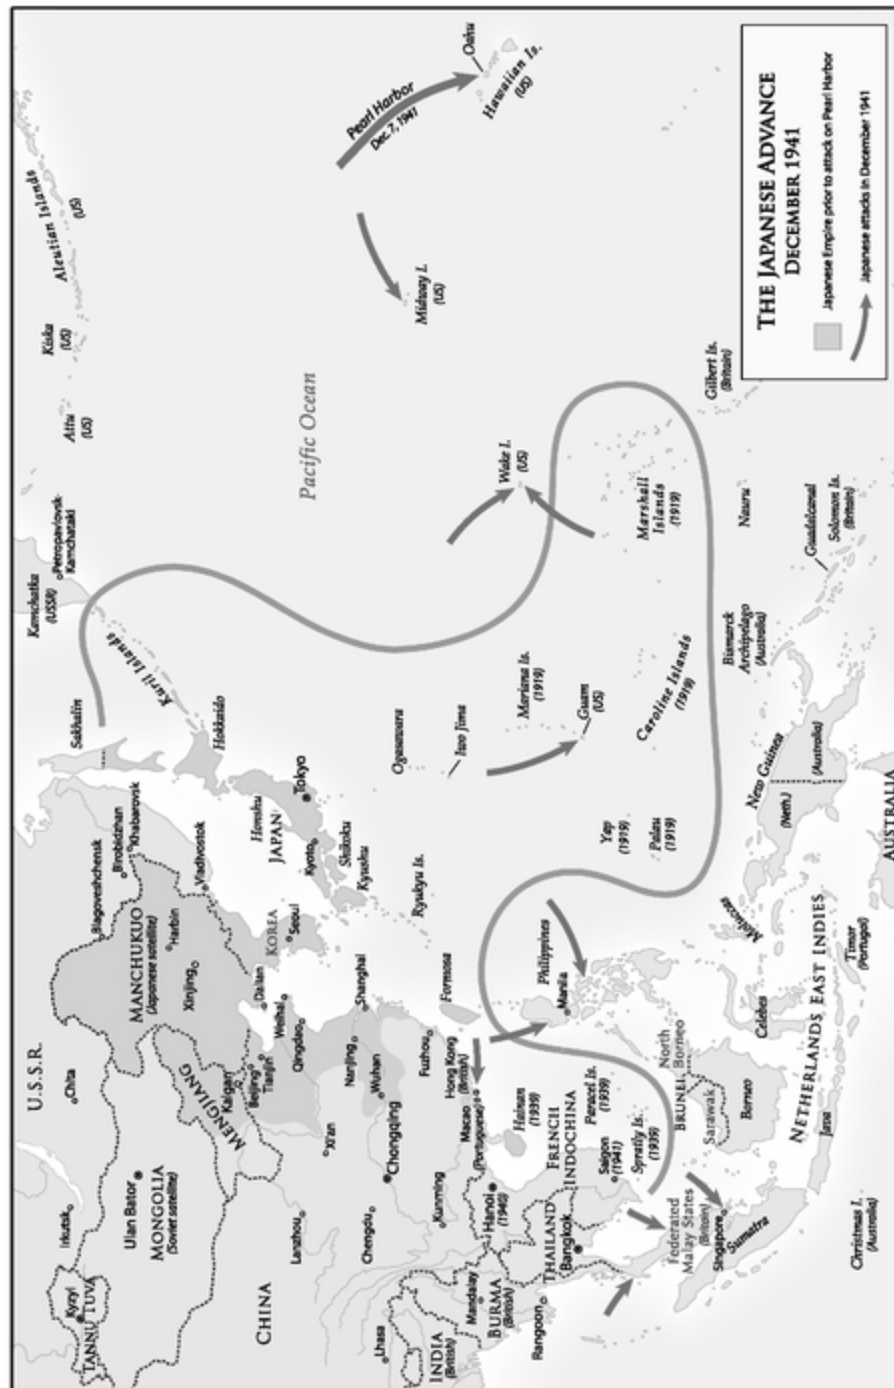 THE JAPANESE ADVANCE
DECEMBER 1941
Japanese Empire prior to attack on Pearl Harbor
Japanese attacks in December 1941
U.S.S.R.
Kyzyl
TANNU TUVA
Irkutsk
Chita
Blagoveshchensk
Birobidzhan
Khabarovsk
Sakhalin
Kamchatka
(USSR)
Petropavlovsk-
Kamchatski
Attu
(US)
Kiska
(US)
Aleutian Islands
(US)
Ulan Bator
MONGOLIA
(Soviet satellite)
MANCHUKUO
(Japanese satellite)
Harbin
Xinjing
Vladivostok
Hokkaido
Kuril Islands
MENGJIANG
Kalgan
Beijing
Tianjin
Dalian
Weihai
Qingdao
KOREA
Seoul
Honshu
JAPAN
Tokyo
Kyoto
Shikoku
Kyushu
Pacific Ocean
Pearl Harbor
Dec. 7, 1941
Oahu
Hawaiian Is.
(US)
Midway I.
(US)
CHINA
Lanzhou
Xi'an
Nanjing
Shanghai
Wuhan
Chengdu
Chongqing
Lhasa
Kunming
Fuzhou
Ryukyu Is.
Formosa
Ogasawara
Iwo Jima
Wake I.
(US)
INDIA
(British)
Mandalay
BURMA
(British)
Rangoon
Hanoi
(1940)
Macao
(Portuguese)
Hong Kong
(British)
Hainan
(1939)
THAILAND
Bangkok
FRENCH
INDOCHINA
Saigon
(1941)
Paracel Is.
(1939)
Spratly Is.
(1939)
Philippines
Manila
Mariana Is.
(1919)
Guam
(US)
Yap
(1919)
Palau
(1919)
Caroline Islands
(1919)
Marshall
Islands
(1919)
Gilbert Is.
(Britain)
Nauru
Federated
Malay States
(Britain)
Singapore
Sumatra
BRUNEI
North
Borneo
Sarawak
Borneo
Celebes
Moluccas
NETHERLANDS EAST INDIES
Java
Timor
(Portugal)
Christmas I.
(Australia)
New Guinea
(Neth.)
(Australia)
Bismarck
Archipelago
(Australia)
Guadalcanal
Solomon Is.
(Britain)
AUSTRALIA